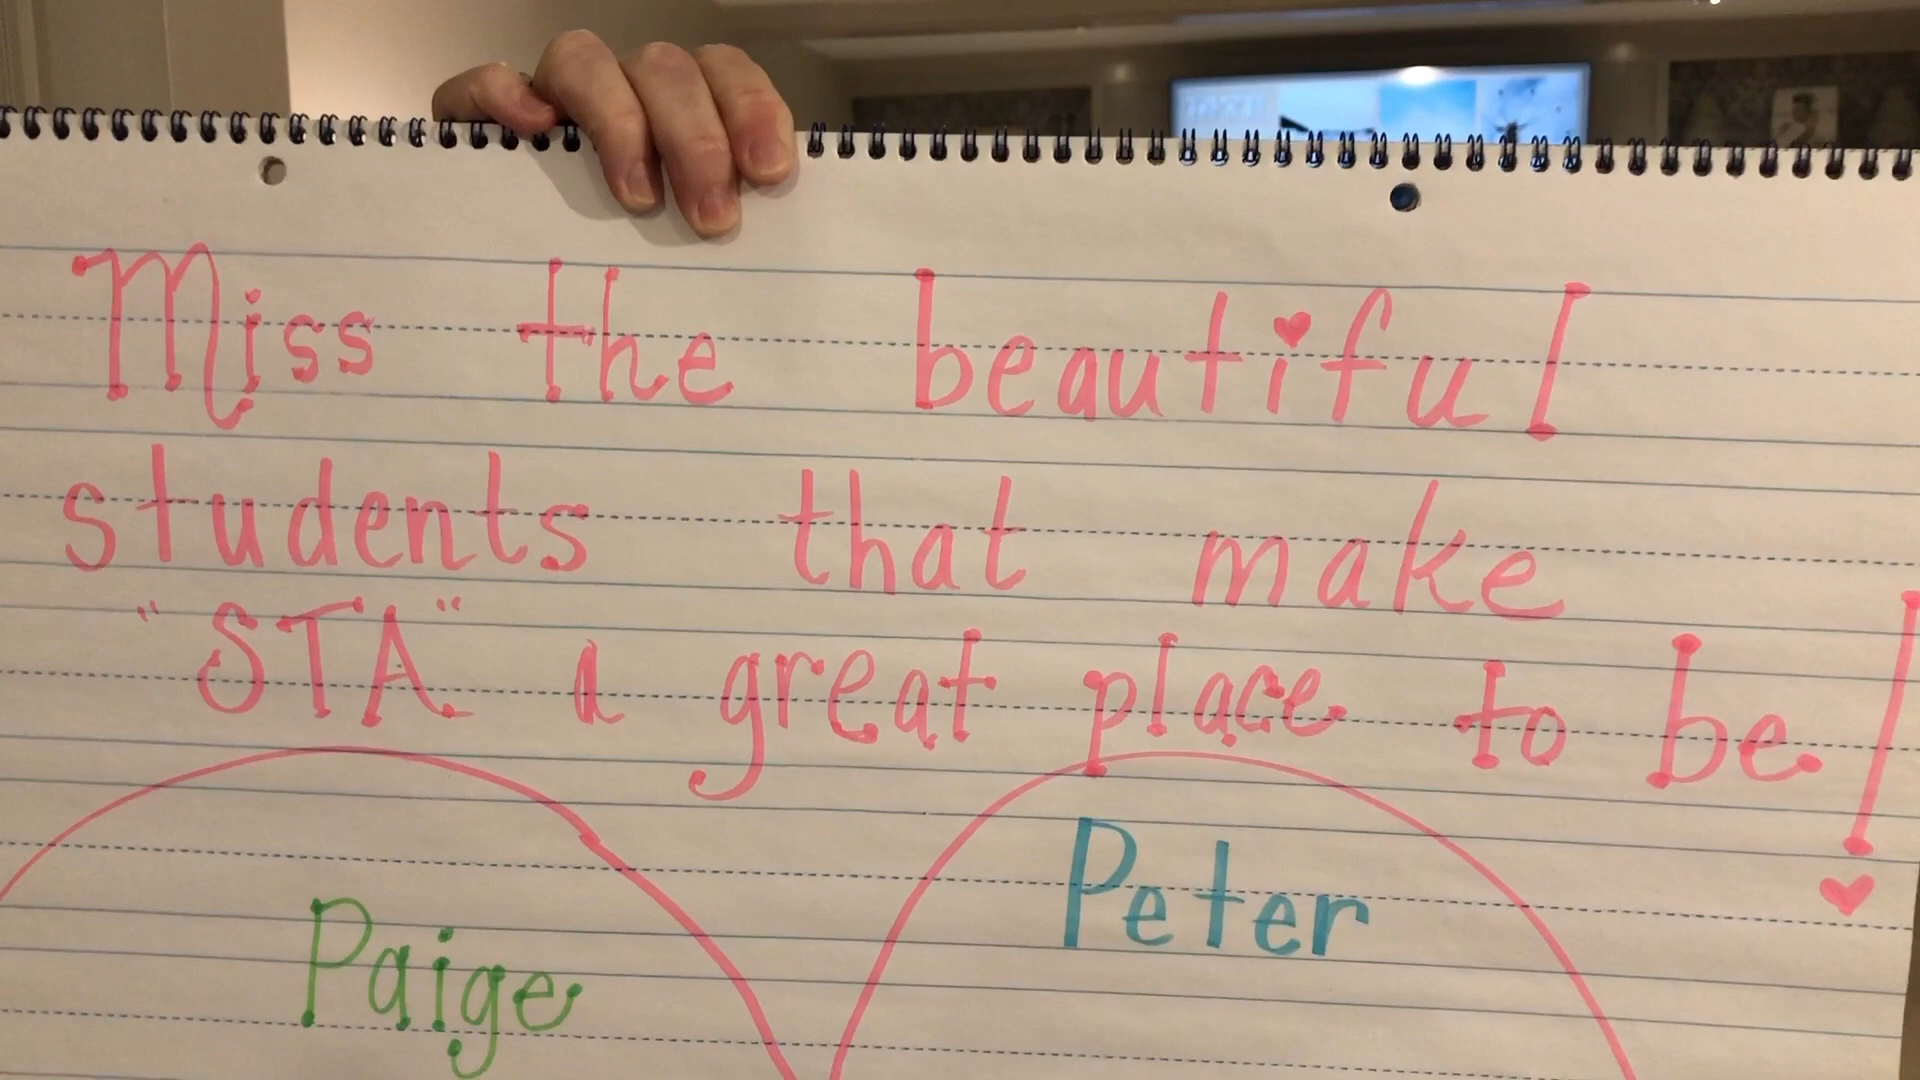 Miss the beautiful
students that make
"STA" a great place to be!
Paige
Peter